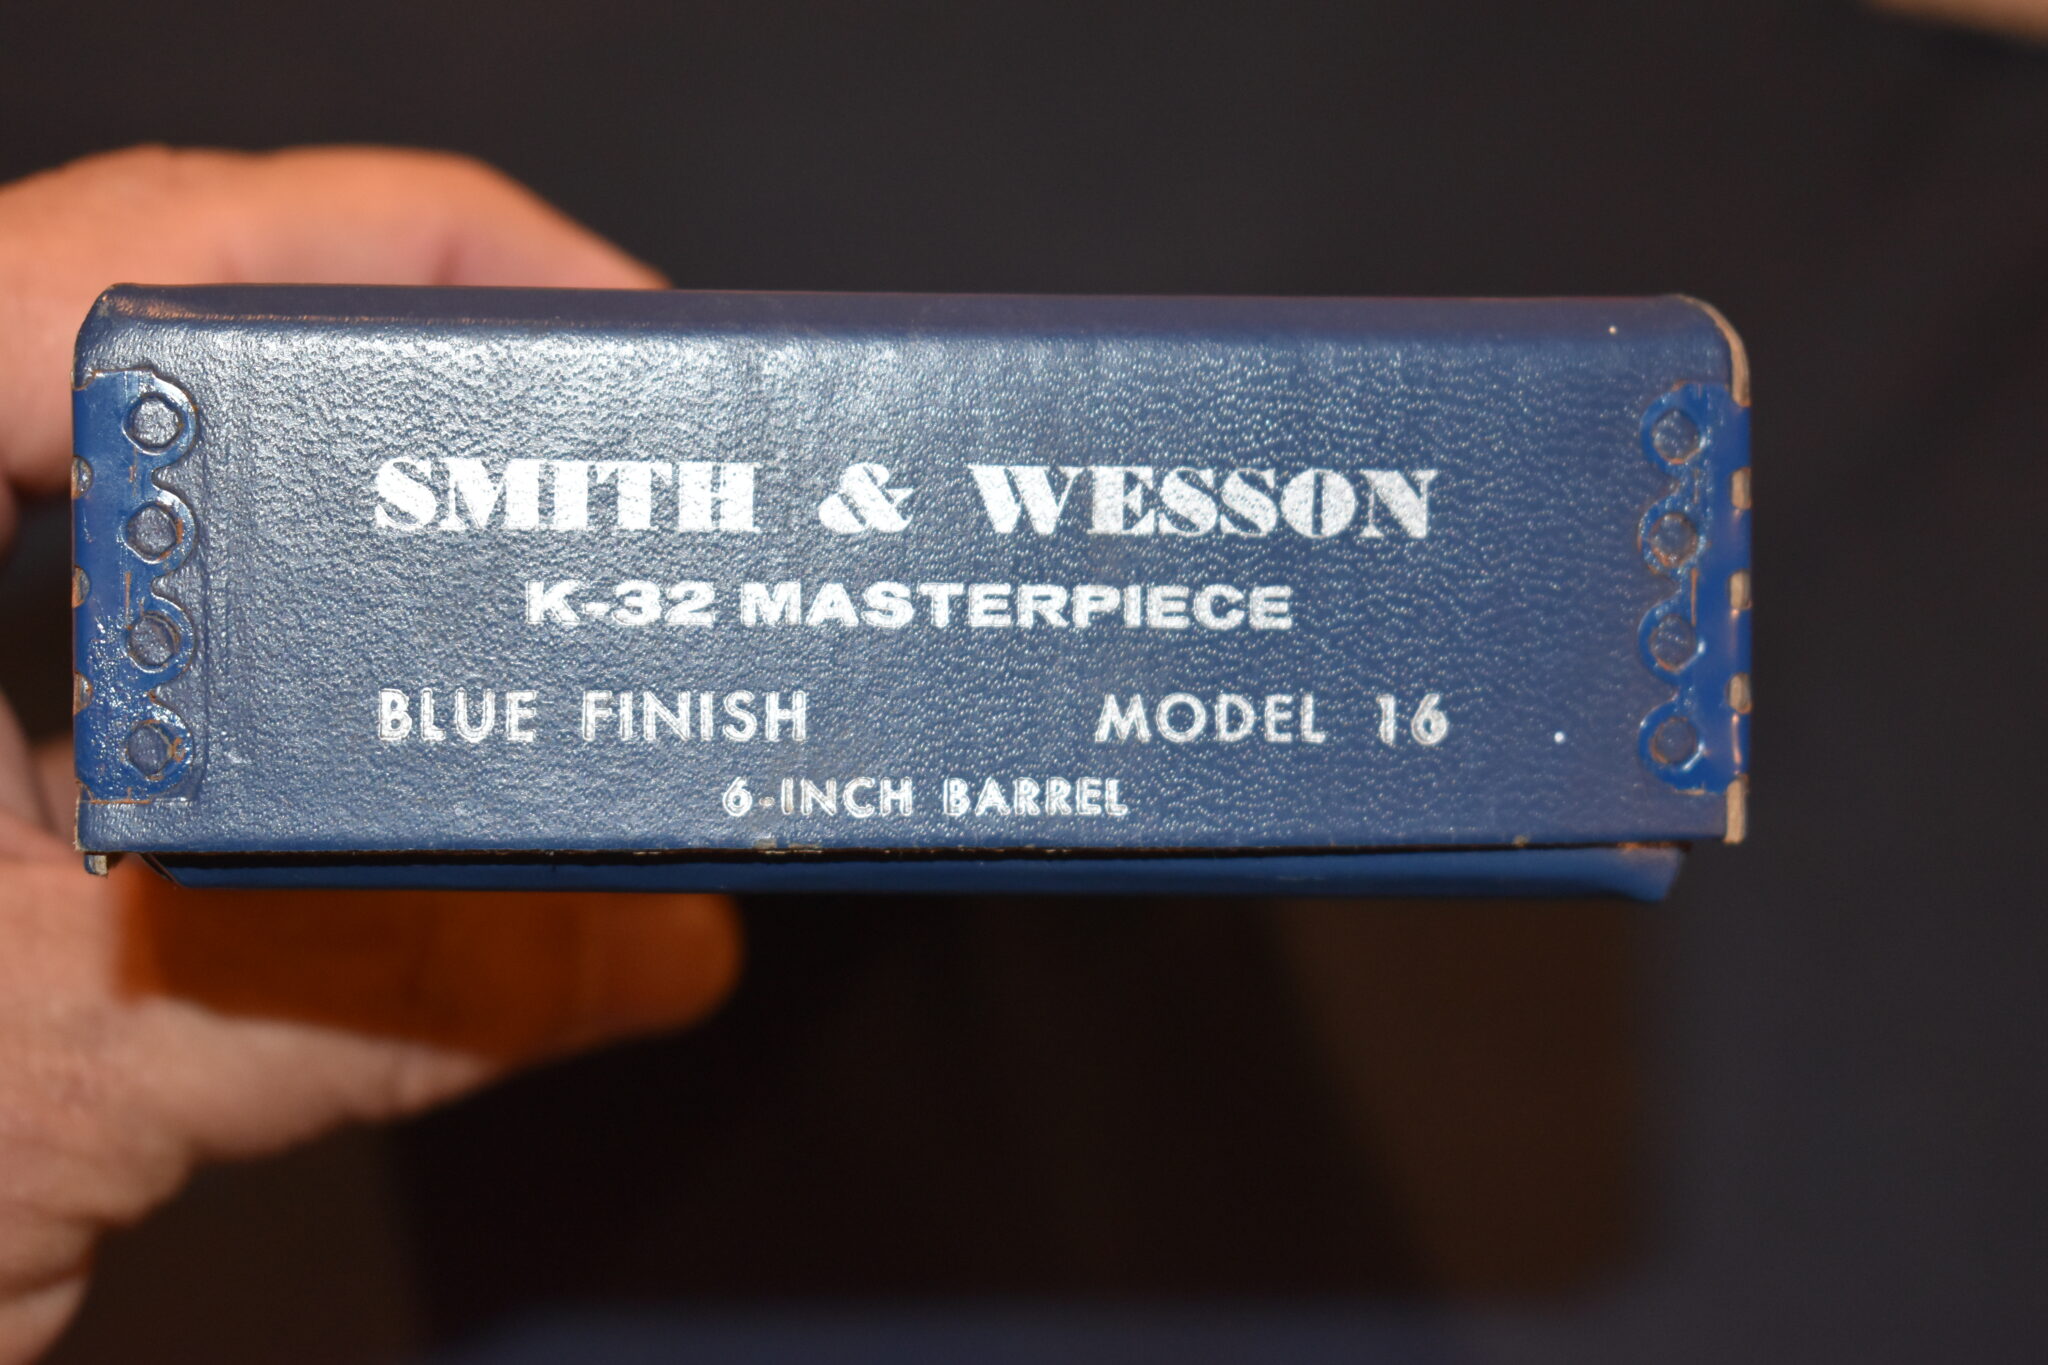 SMITH & WESSON
K-32 MASTERPIECE
BLUE FINISH MODEL 16
6-INCH BARREL